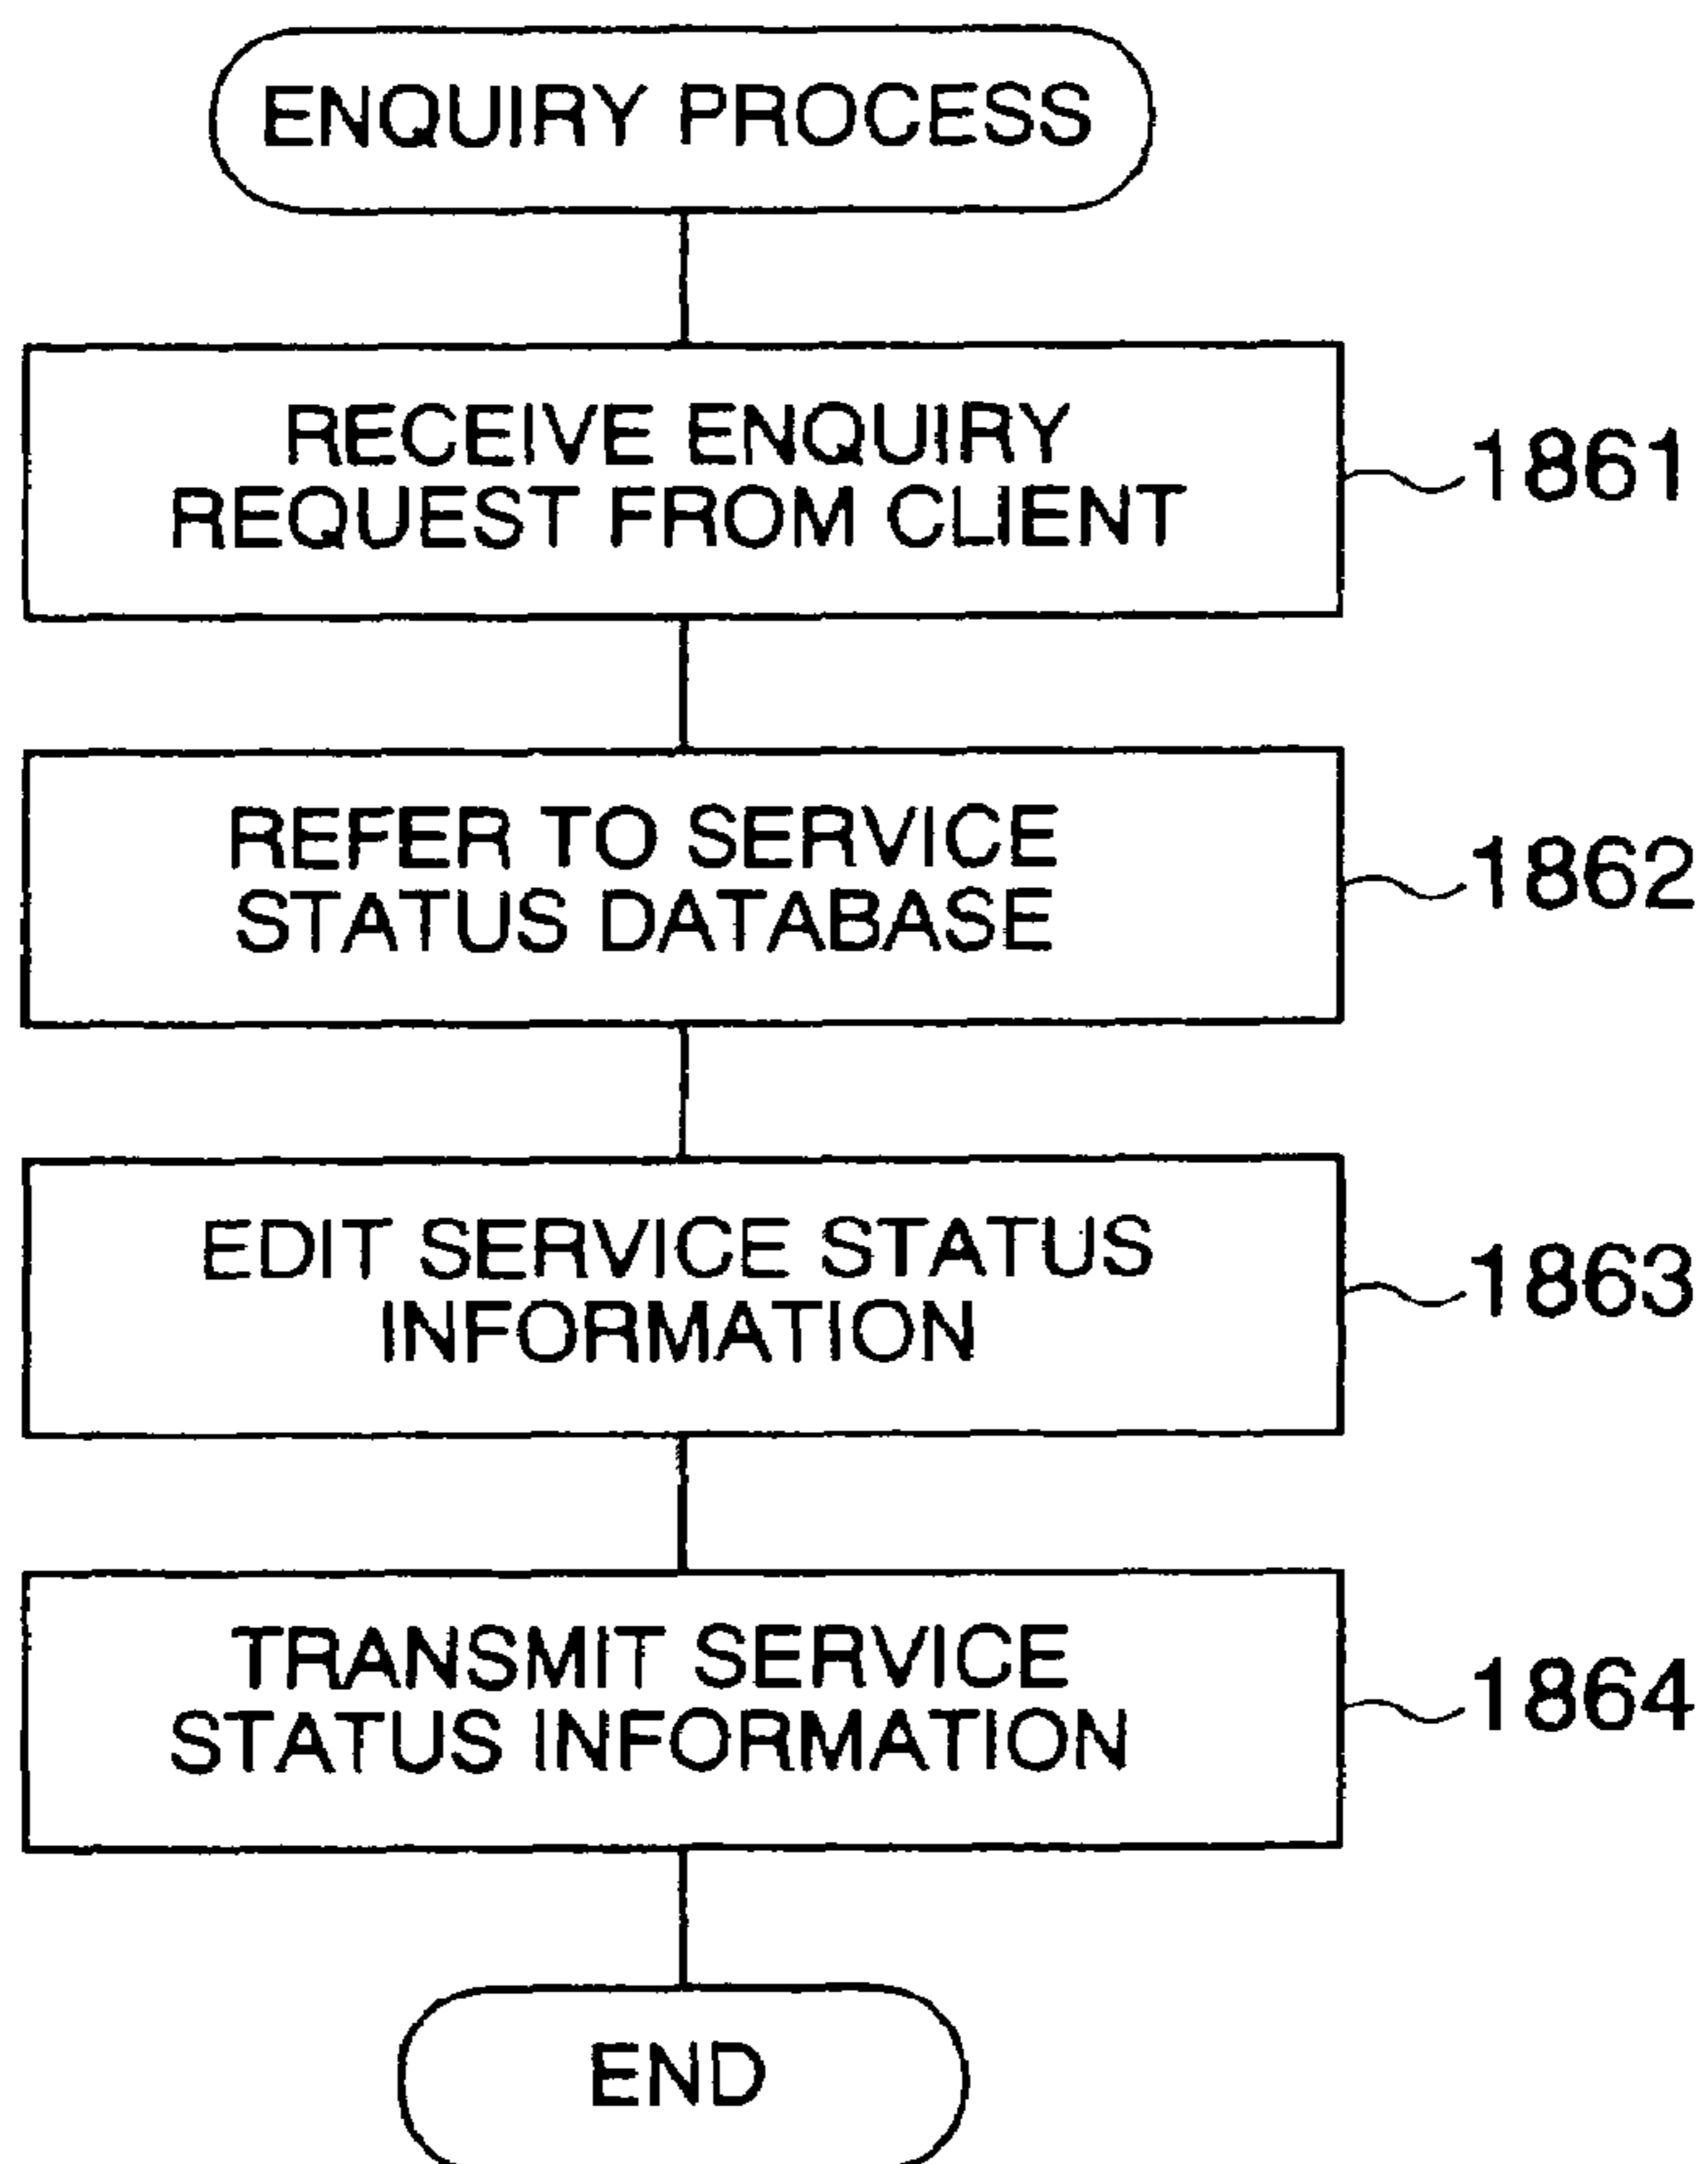 ENQUIRY PROCESS
RECEIVE ENQUIRY
REQUEST FROM CLIENT
1861
REFER TO SERVICE
STATUS DATABASE
1862
EDIT SERVICE STATUS
INFORMATION
1863
TRANSMIT SERVICE
STATUS INFORMATION
1864
END